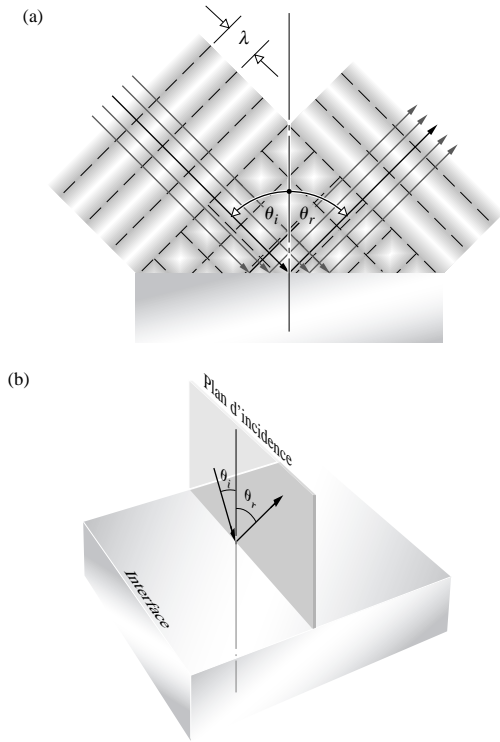 (a)
λ
θi
θr
(b)
Plan d'incidence
θi
θr
Interface